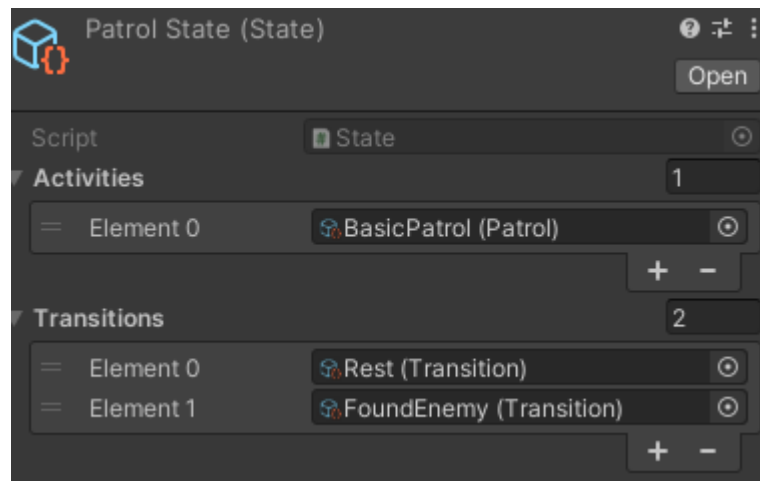 Patrol State (State)
Open
Script State
Activities 1
Element 0 BasicPatrol (Patrol)
+ -
Transitions 2
Element 0 Rest (Transition)
Element 1 FoundEnemy (Transition)
+ -